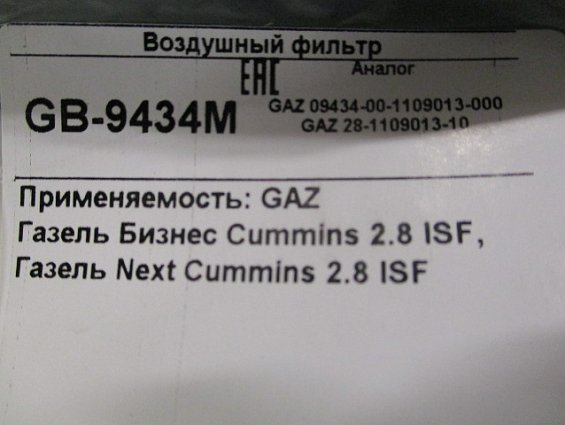 Воздушный фильтр
EAC Аналог
GB-9434M GAZ 09434-00-1109013-000
GAZ 28-1109013-10
Применяемость: GAZ
Газель Бизнес Cummins 2.8 ISF,
Газель Next Cummins 2.8 ISF